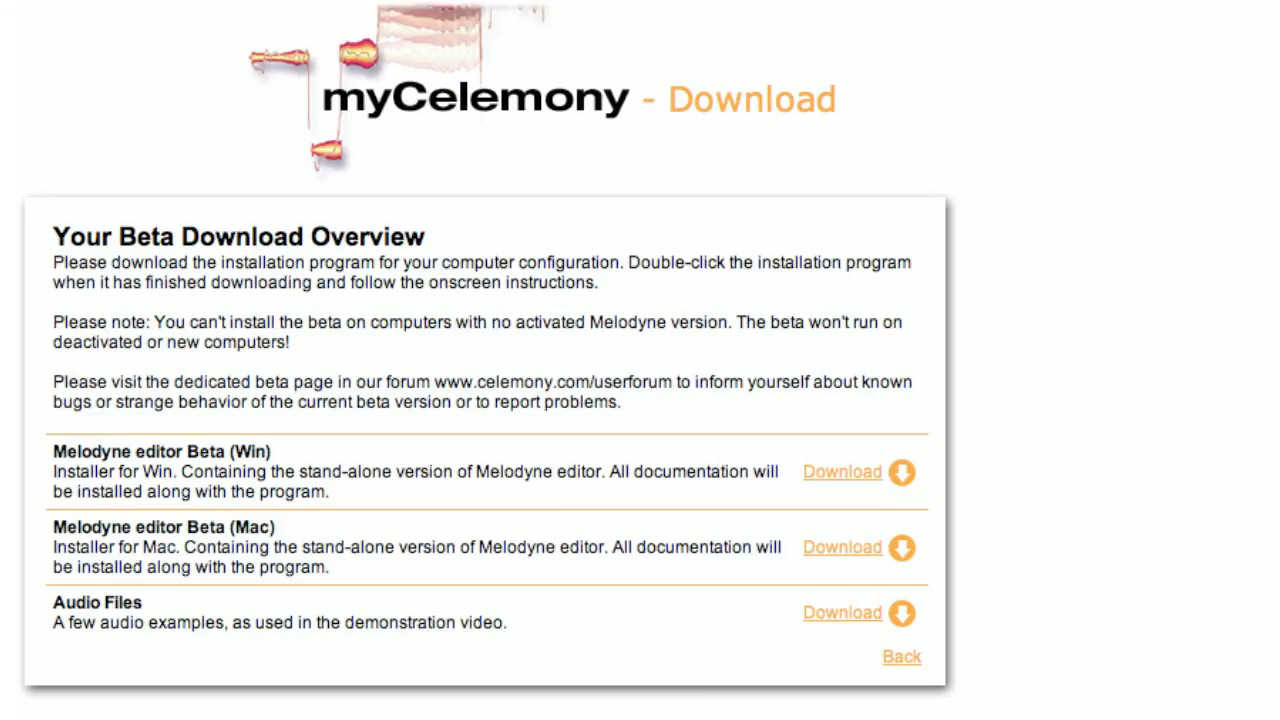 myCelemony - Download
Your Beta Download Overview
Please download the installation program for your computer configuration. Double-click the installation program
when it has finished downloading and follow the onscreen instructions.
Please note: You can't install the beta on computers with no activated Melodyne version. The beta won't run on
deactivated or new computers!
Please visit the dedicated beta page in our forum www.celemony.com/userforum to inform yourself about known
bugs or strange behavior of the current beta version or to report problems.
Melodyne editor Beta (Win)
Installer for Win. Containing the stand-alone version of Melodyne editor. All documentation will
be installed along with the program.
Download
Melodyne editor Beta (Mac)
Installer for Mac. Containing the stand-alone version of Melodyne editor. All documentation will
be installed along with the program.
Download
Audio Files
A few audio examples, as used in the demonstration video.
Download
Back